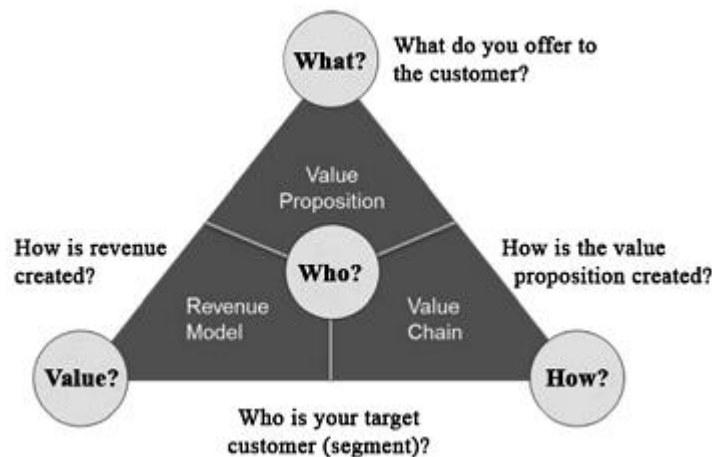 What?
What do you offer to
the customer?
Value
Proposition
How is revenue
created?
Who?
How is the value
proposition created?
Revenue
Model
Value
Chain
Value?
How?
Who is your target
customer (segment)?